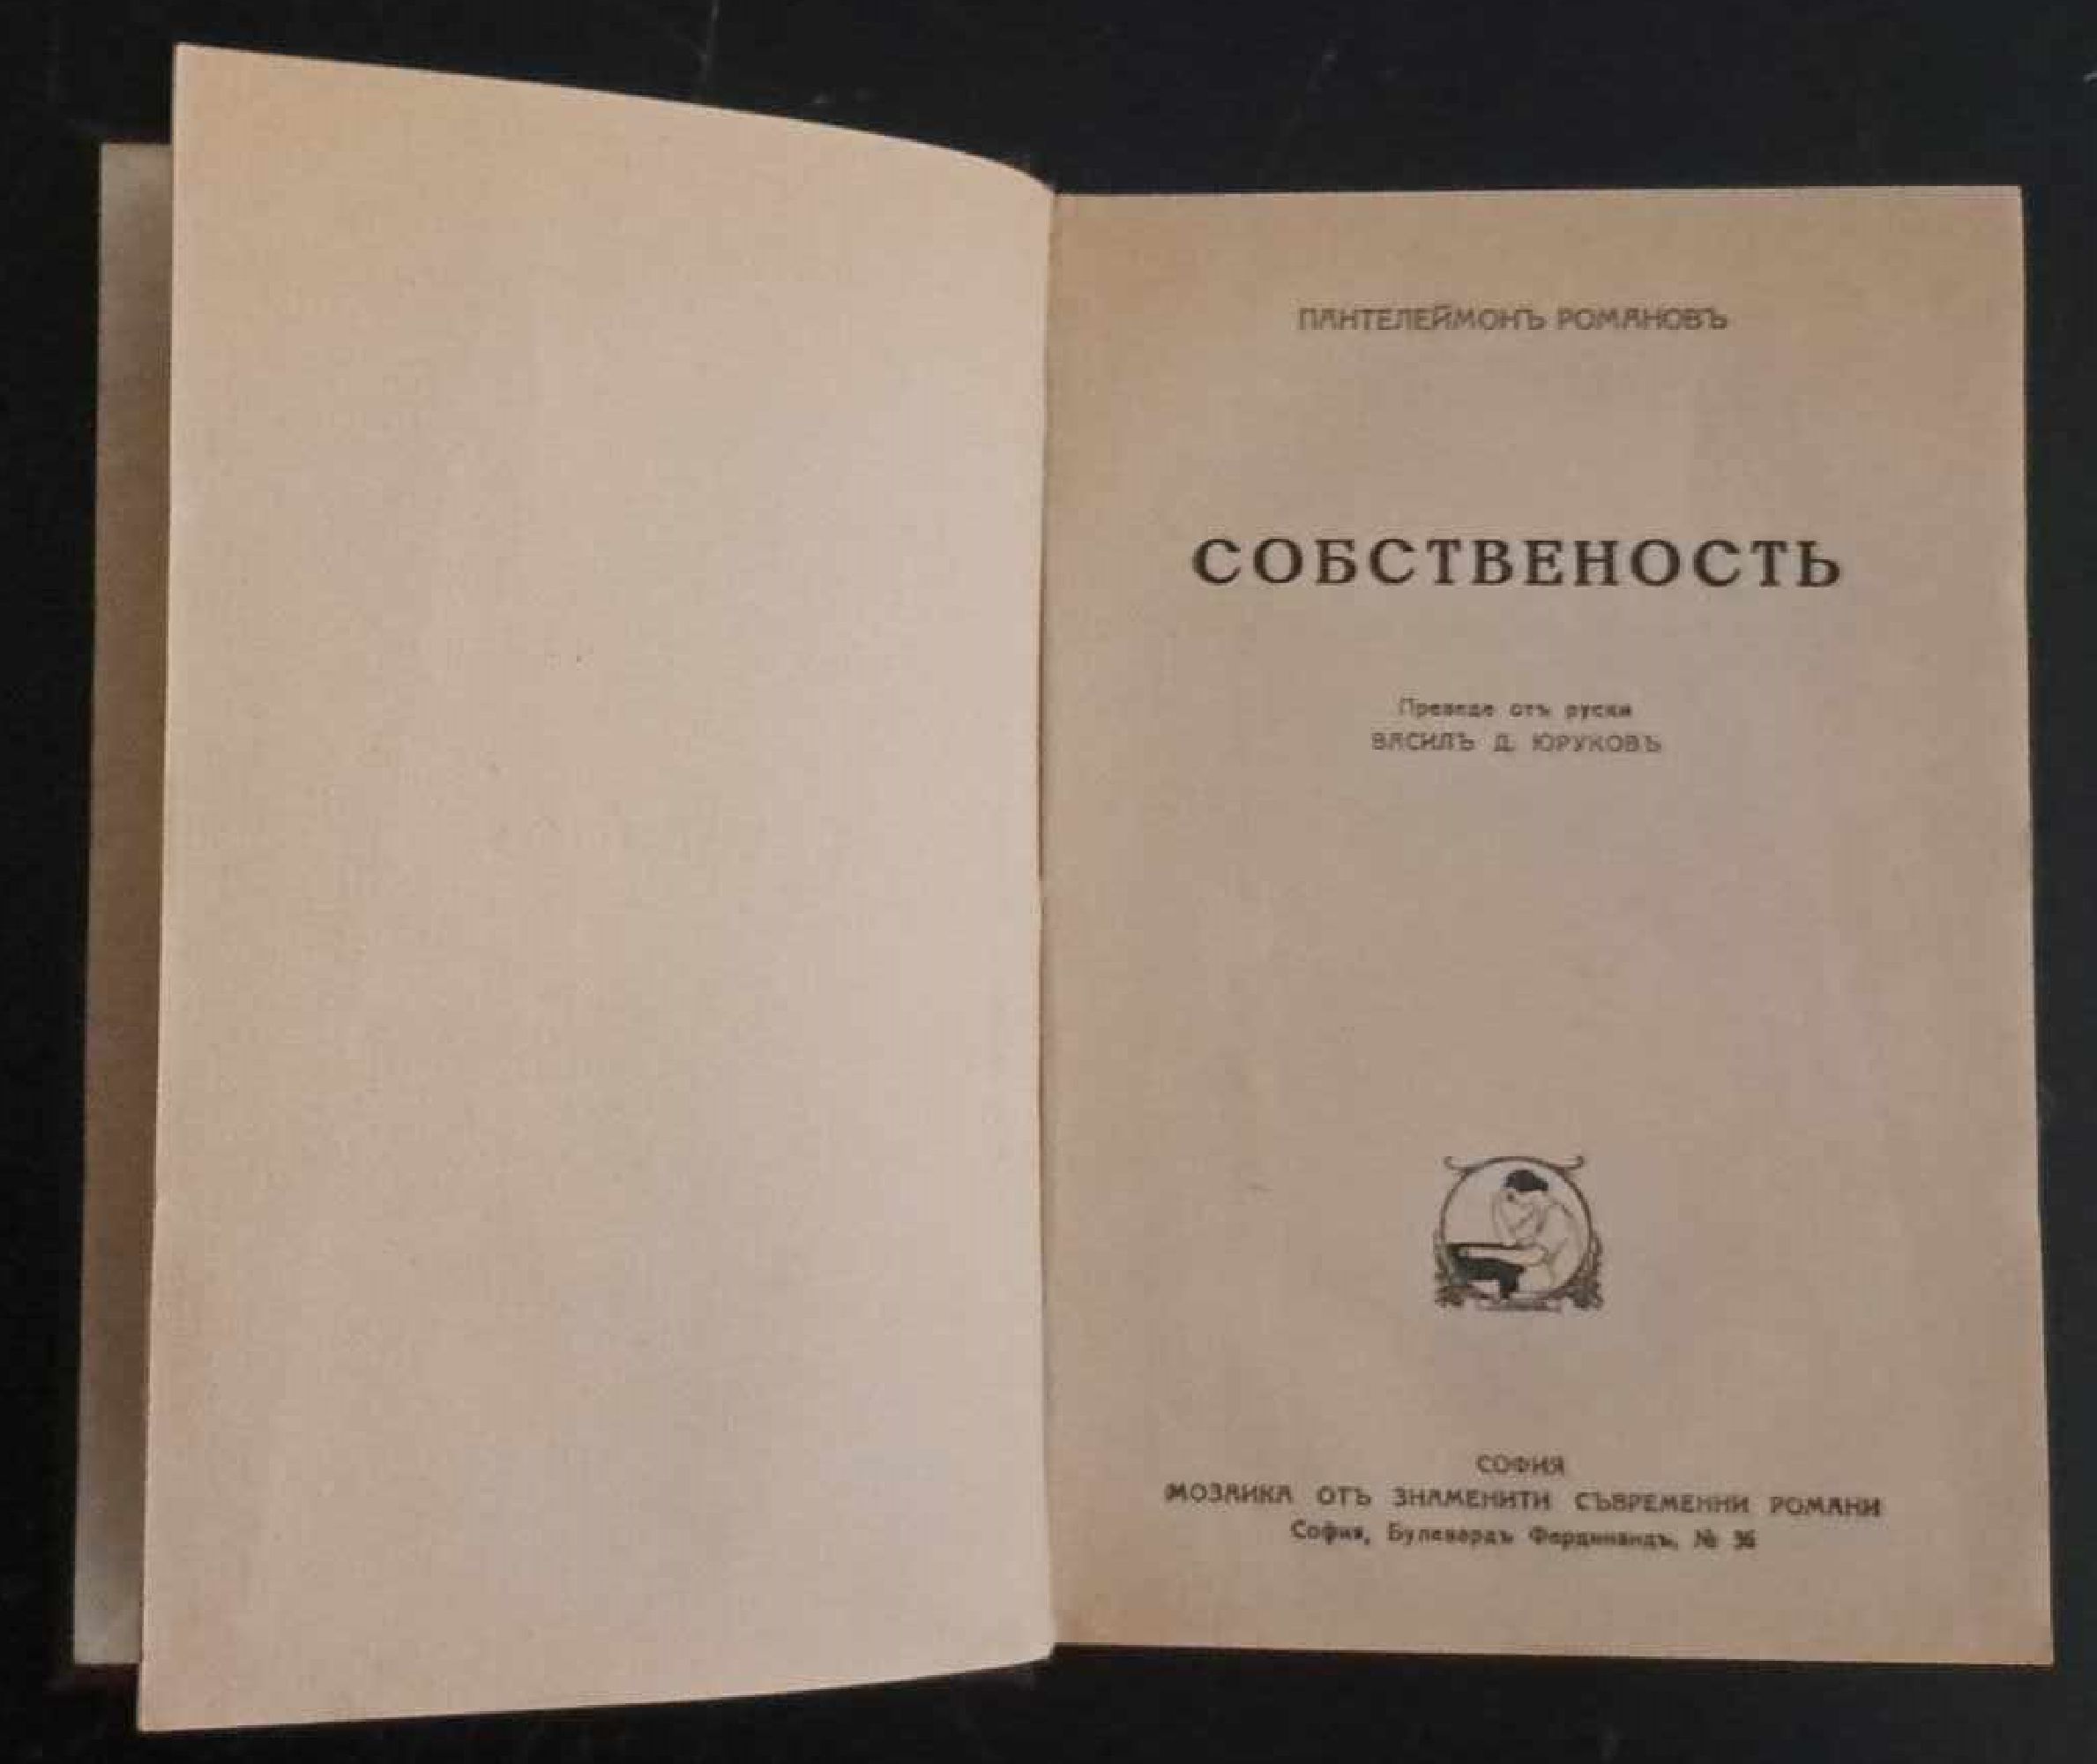 ПАНТЕЛЕЙМОНЪ РОМАНОВЪ
СОБСТВЕНОСТЬ
Преведе отъ руски
ВАСИЛЪ Д. ЮРУКОВЪ
СОФИЯ
МОЗАИКА ОТЪ ЗНАМЕНИТИ СЪВРЕМЕННИ РОМАНИ
София, Булевардъ Фердинандъ, № 36